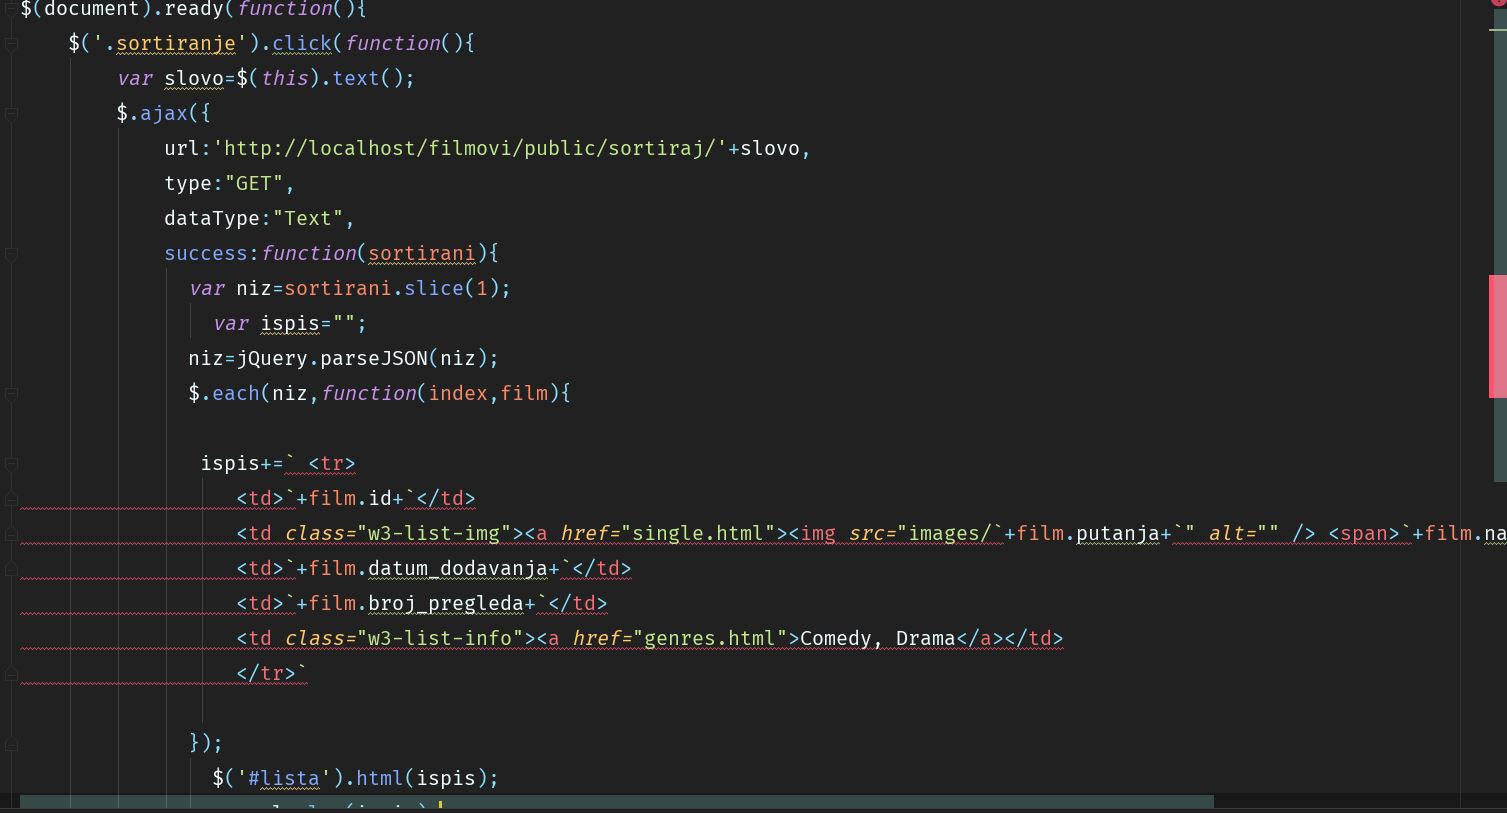 $(document).ready(function(){
$('.sortiranje').click(function(){
var slovo=$(this).text();
$.ajax({
url:'http://localhost/filmovi/public/sortiraj/'+slovo,
type:"GET",
dataType:"Text",
success:function(sortirani){
var niz=sortirani.slice(1);
var ispis="";
niz=jQuery.parseJSON(niz);
$.each(niz,function(index,film){
ispis+=` <tr>
<td>`+film.id+`</td>
<td class="w3-list-img"><a href="single.html"><img src="images/`+film.putanja+`" alt="" /> <span>`+film.na
<td>`+film.datum_dodavanja+`</td>
<td>`+film.broj_pregleda+`</td>
<td class="w3-list-info"><a href="genres.html">Comedy, Drama</a></td>
</tr>`
});
$('#lista').html(ispis);